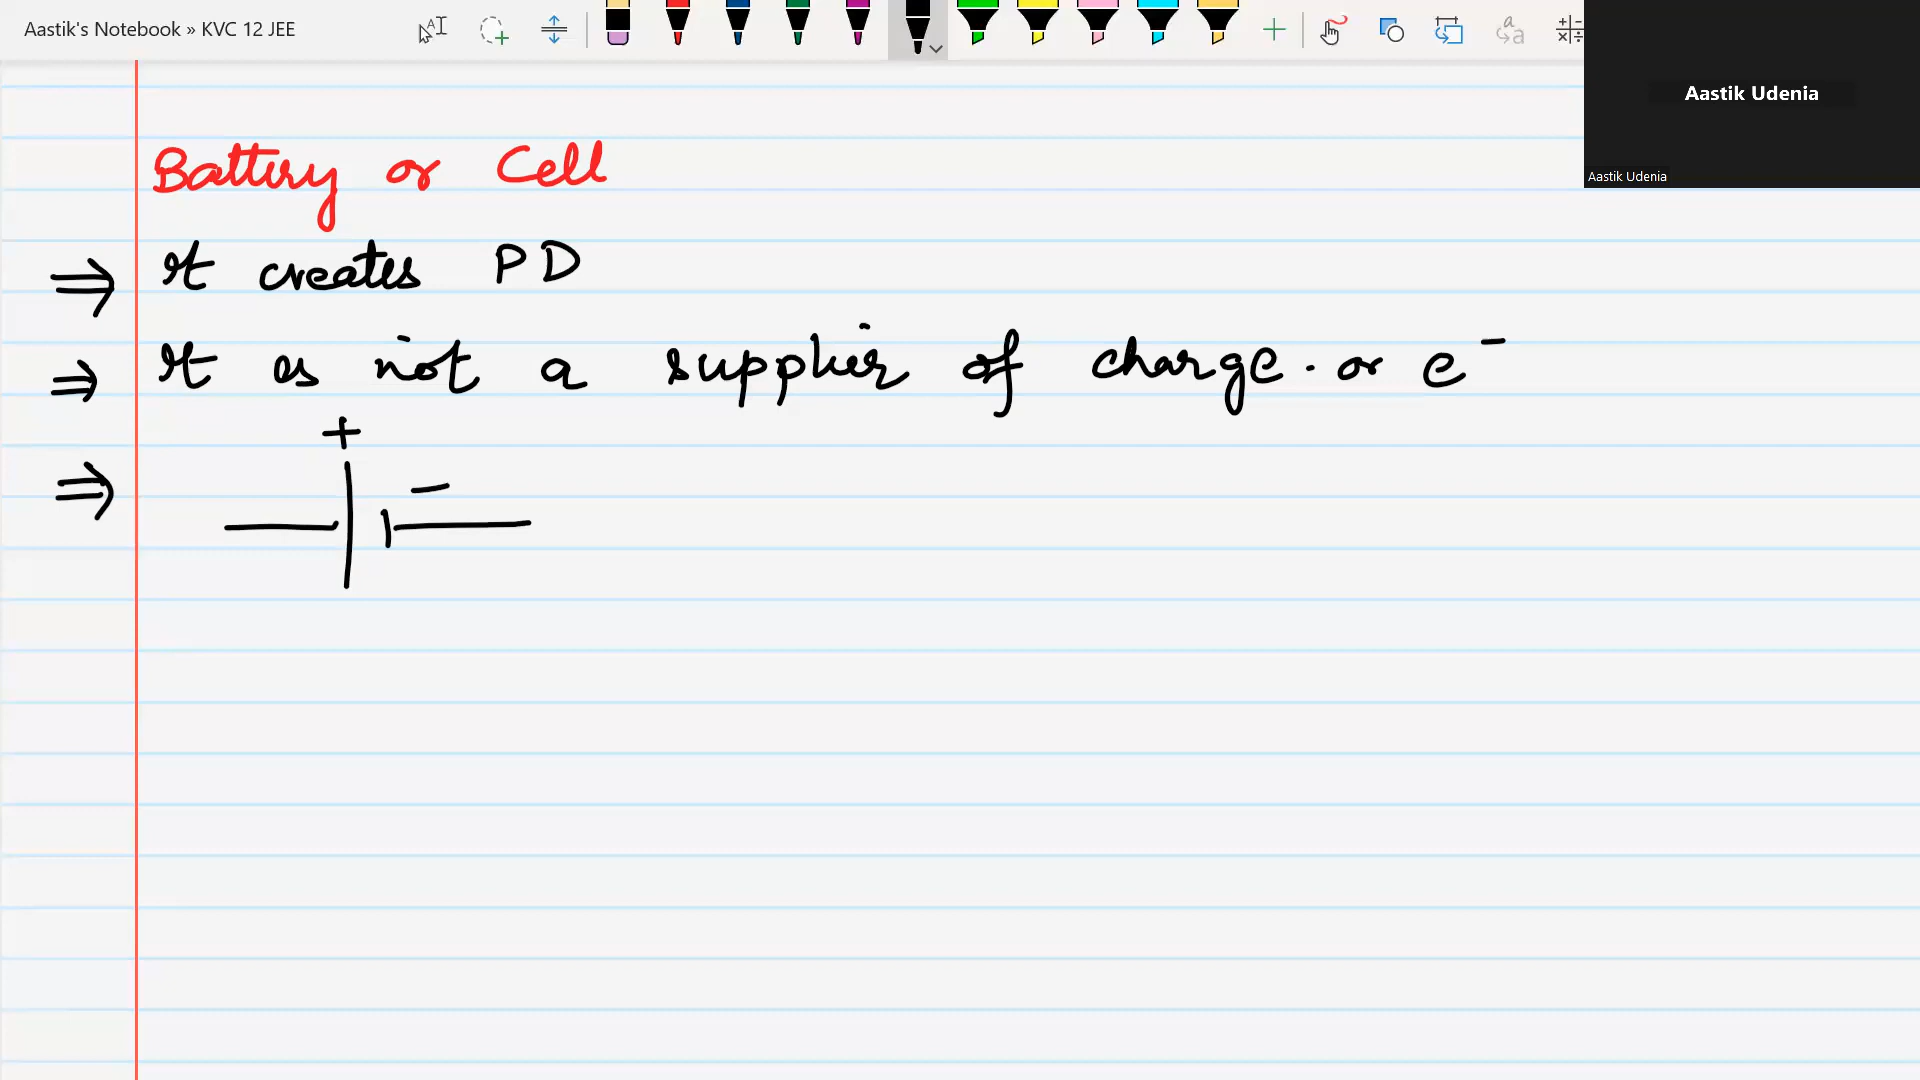 Aastik's Notebook » KVC 12 JEE
Aastik Udenia
Aastik Udenia
Battery or Cell
⇒ It creates PD
⇒ It is not a supplier of charge. or e⁻
⇒
+
−